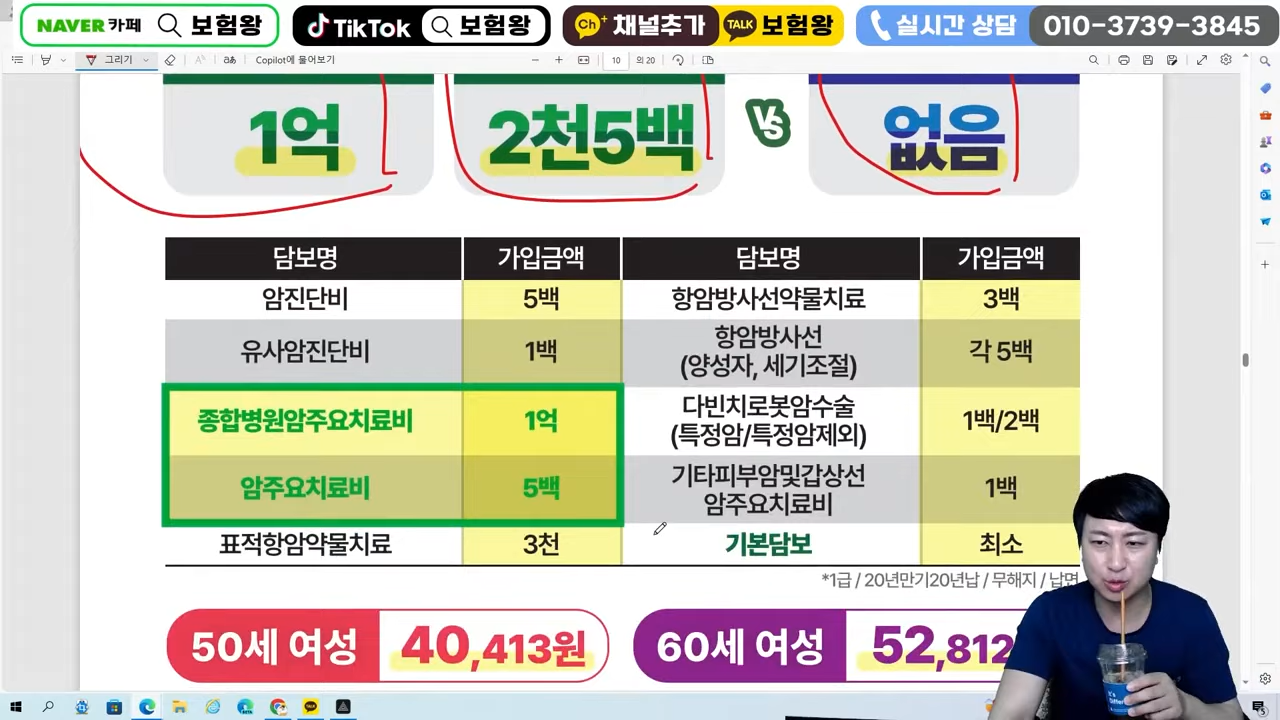 NAVER 카페 보험왕 TikTok 보험왕 Ch+ 채널추가 TALK 보험왕 실시간 상담 010-3739-3845
그리기 가あ Copilot에 물어보기 10 의 20
1억 2천5백 VS 없음
담보명 가입금액 담보명 가입금액
암진단비 5백 항암방사선약물치료 3백
유사암진단비 1백 항암방사선
(양성자, 세기조절) 각 5백
종합병원암주요치료비 1억 다빈치로봇암수술
(특정암/특정암제외) 1백/2백
암주요치료비 5백 기타피부암및갑상선
암주요치료비 1백
표적항암약물치료 3천 기본담보 최소
*1급 / 20년만기20년납 / 무해지 / 납면
50세 여성 40,413원 60세 여성 52,812